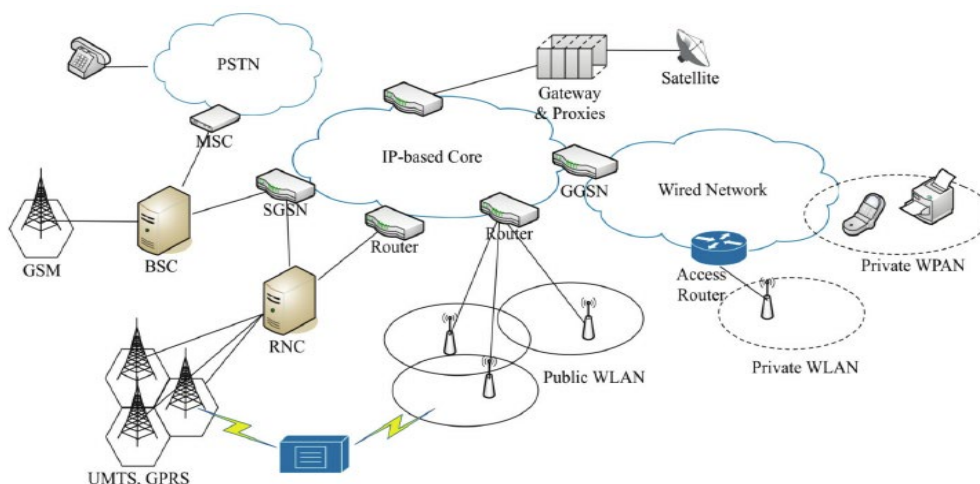 PSTN
MSC
Gateway
& Proxies
Satellite
IP-based Core
GGSN
Wired Network
SGSN
Router
Router
GSM
BSC
Access
Router
Private WPAN
RNC
Public WLAN
Private WLAN
UMTS, GPRS